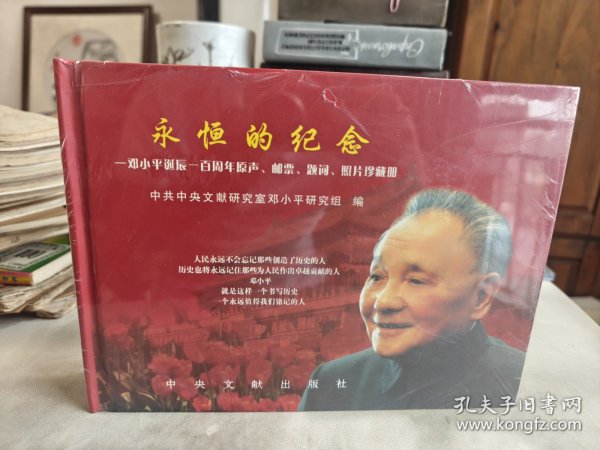 永恒的纪念
—邓小平诞辰一百周年原声、邮票、题词、照片珍藏册
中共中央文献研究室邓小平研究组 编
人民永远不会忘记那些创造了历史的人
历史也将永远记住那些为人民作出卓越贡献的人
邓小平
就是这样一个书写历史
一个永远值得我们铭记的人
中央文献出版社
孔夫子旧书网
www.kongfz.com